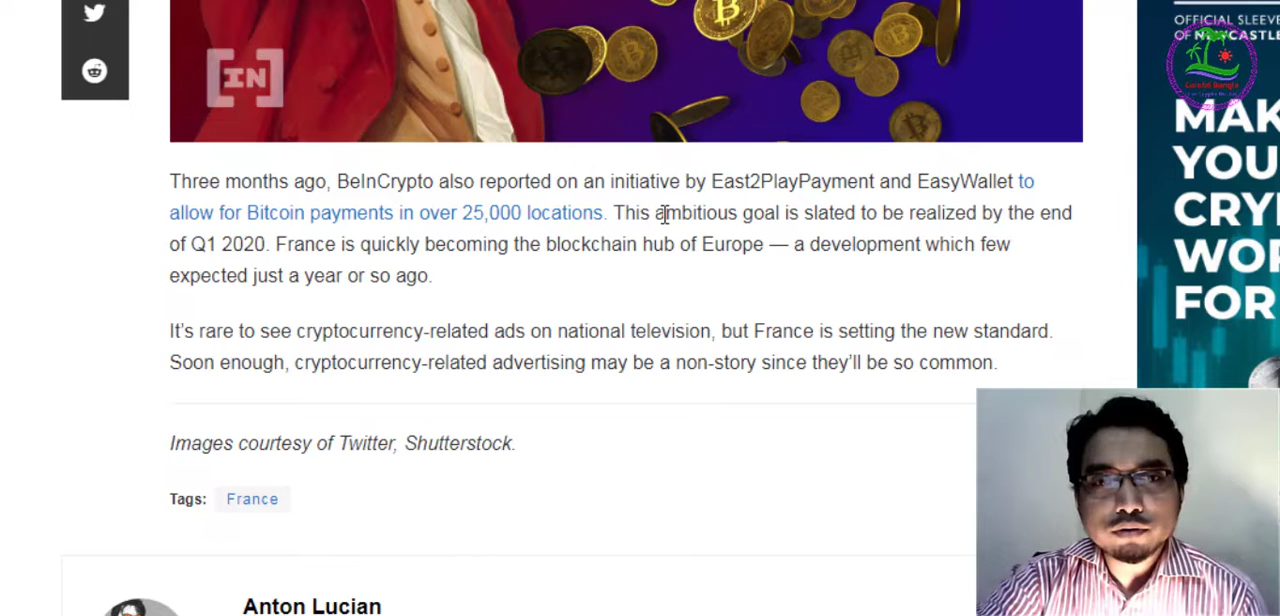 OFFICIAL SLEEVE
OF NEWCASTLE
IN
MAK
YOU
CRY
WOR
FOR
Three months ago, BeInCrypto also reported on an initiative by East2PlayPayment and EasyWallet to
allow for Bitcoin payments in over 25,000 locations. This ambitious goal is slated to be realized by the end
of Q1 2020. France is quickly becoming the blockchain hub of Europe — a development which few
expected just a year or so ago.
It's rare to see cryptocurrency-related ads on national television, but France is setting the new standard.
Soon enough, cryptocurrency-related advertising may be a non-story since they'll be so common.
Images courtesy of Twitter, Shutterstock.
Tags: France
Anton Lucian